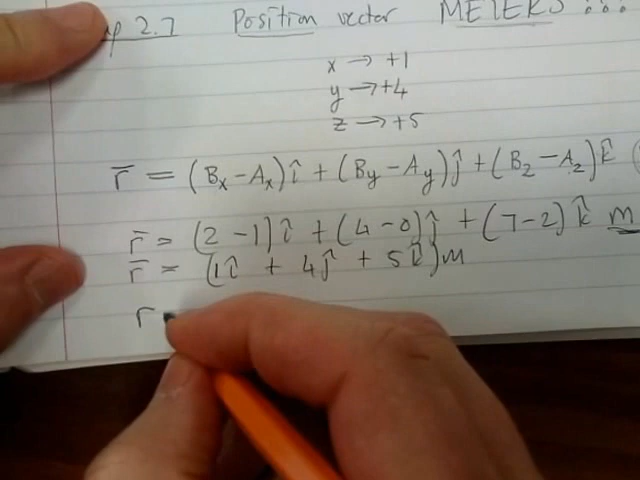 2.7 Position vector METERS !!!
x → +1
y → +4
z → +5
r̄ = (Bx - Ax)î + (By - Ay)ĵ + (Bz - Az)k̂
r̄ = (2 - 1)î + (4 - 0)ĵ + (7 - 2)k̂ m
r̄ = (1î + 4ĵ + 5k̂)m
r